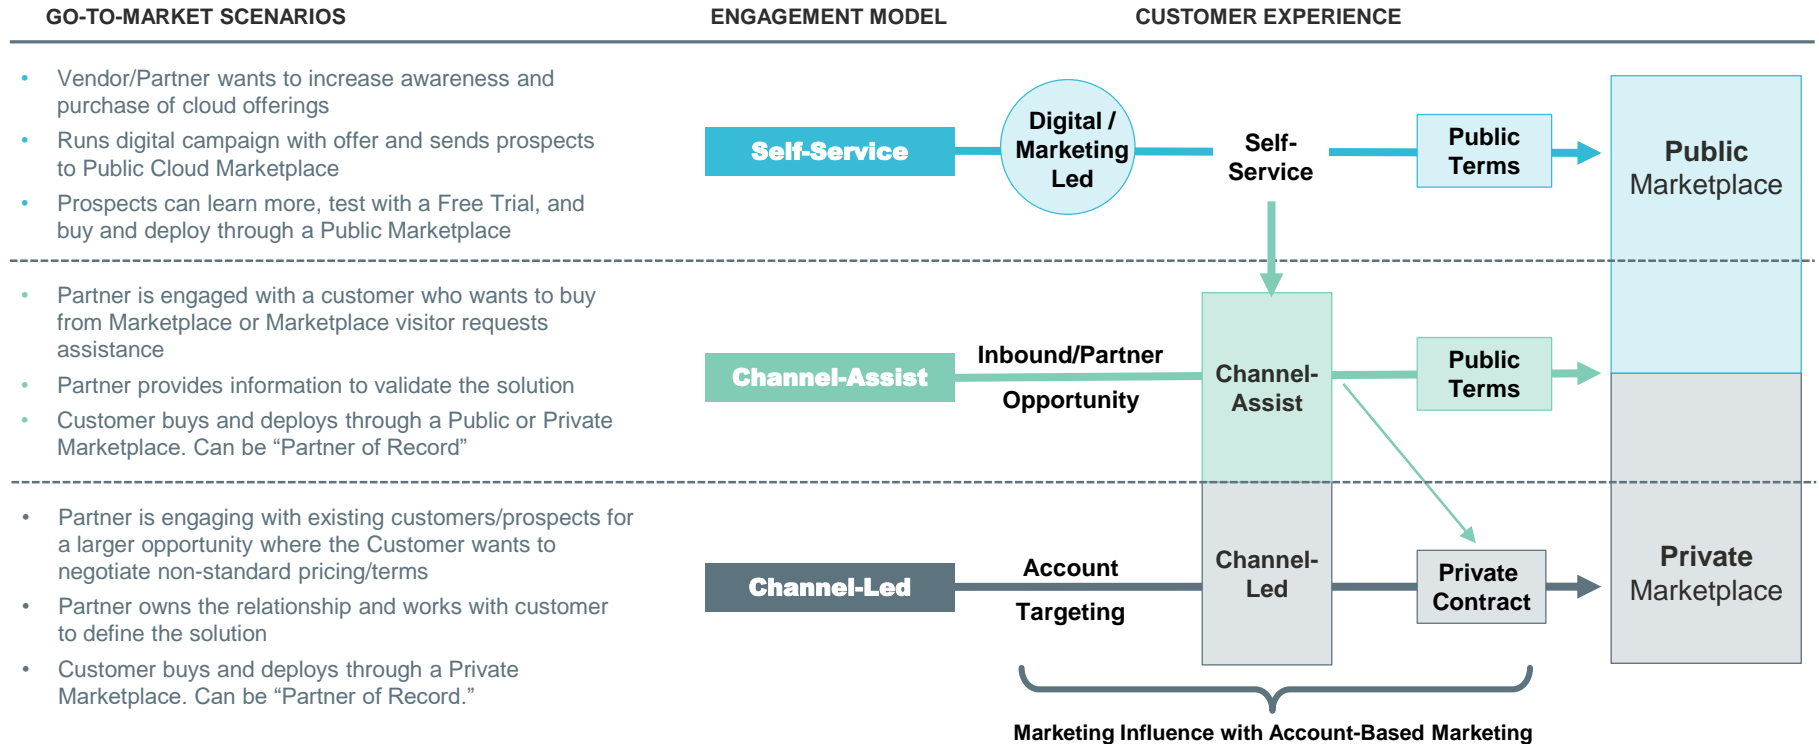 GO-TO-MARKET SCENARIOS
ENGAGEMENT MODEL
CUSTOMER EXPERIENCE
• Vendor/Partner wants to increase awareness and
purchase of cloud offerings
• Runs digital campaign with offer and sends prospects
to Public Cloud Marketplace
• Prospects can learn more, test with a Free Trial, and
buy and deploy through a Public Marketplace
Self-Service
Digital /
Marketing
Led
Self-
Service
Public
Terms
Public
Marketplace
• Partner is engaged with a customer who wants to buy
from Marketplace or Marketplace visitor requests
assistance
• Partner provides information to validate the solution
• Customer buys and deploys through a Public or Private
Marketplace. Can be “Partner of Record”
Channel-Assist
Inbound/Partner
Opportunity
Channel-
Assist
Public
Terms
• Partner is engaging with existing customers/prospects for
a larger opportunity where the Customer wants to
negotiate non-standard pricing/terms
• Partner owns the relationship and works with customer
to define the solution
• Customer buys and deploys through a Private
Marketplace. Can be “Partner of Record.”
Channel-Led
Account
Targeting
Channel-
Led
Private
Contract
Private
Marketplace
Marketing Influence with Account-Based Marketing